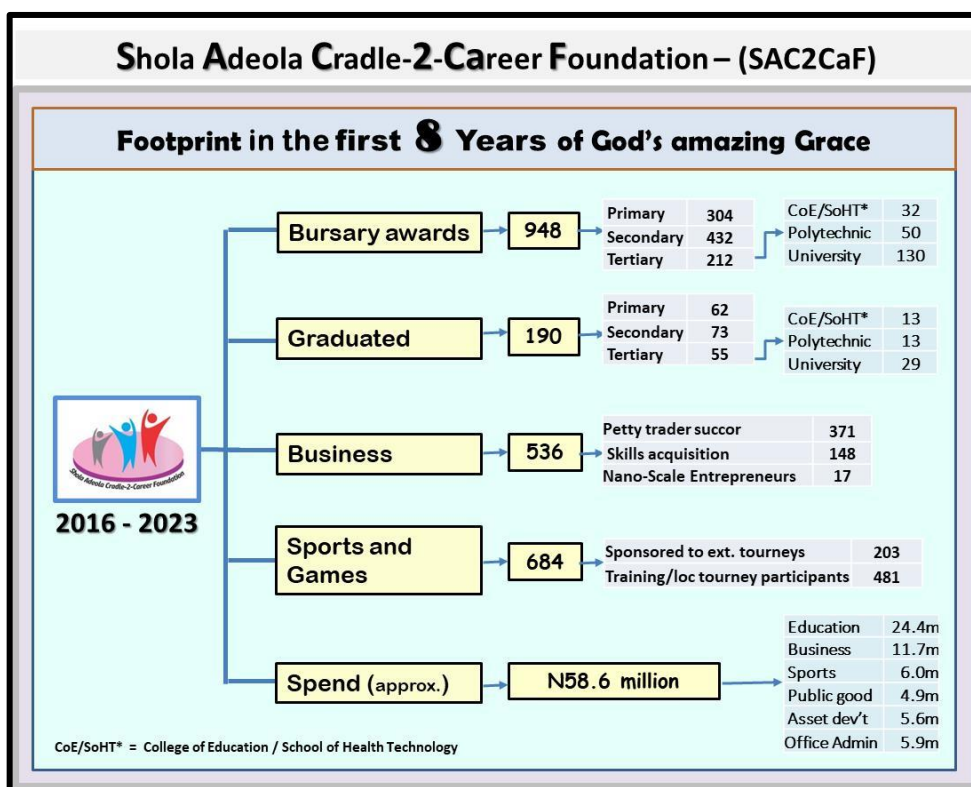 Shola Adeola Cradle-2-Career Foundation – (SAC2CaF)
Footprint in the first 8 Years of God's amazing Grace
Bursary awards
948
Primary 304
Secondary 432
Tertiary 212
CoE/SoHT* 32
Polytechnic 50
University 130
Graduated
190
Primary 62
Secondary 73
Tertiary 55
CoE/SoHT* 13
Polytechnic 13
University 29
Shola Adeola Cradle-2-Career Foundation
2016 - 2023
Business
536
Petty trader succor 371
Skills acquisition 148
Nano-Scale Entrepreneurs 17
Sports and
Games
684
Sponsored to ext. tourneys 203
Training/loc tourney participants 481
Spend (approx.)
N58.6 million
Education 24.4m
Business 11.7m
Sports 6.0m
Public good 4.9m
Asset dev't 5.6m
Office Admin 5.9m
CoE/SoHT* = College of Education / School of Health Technology